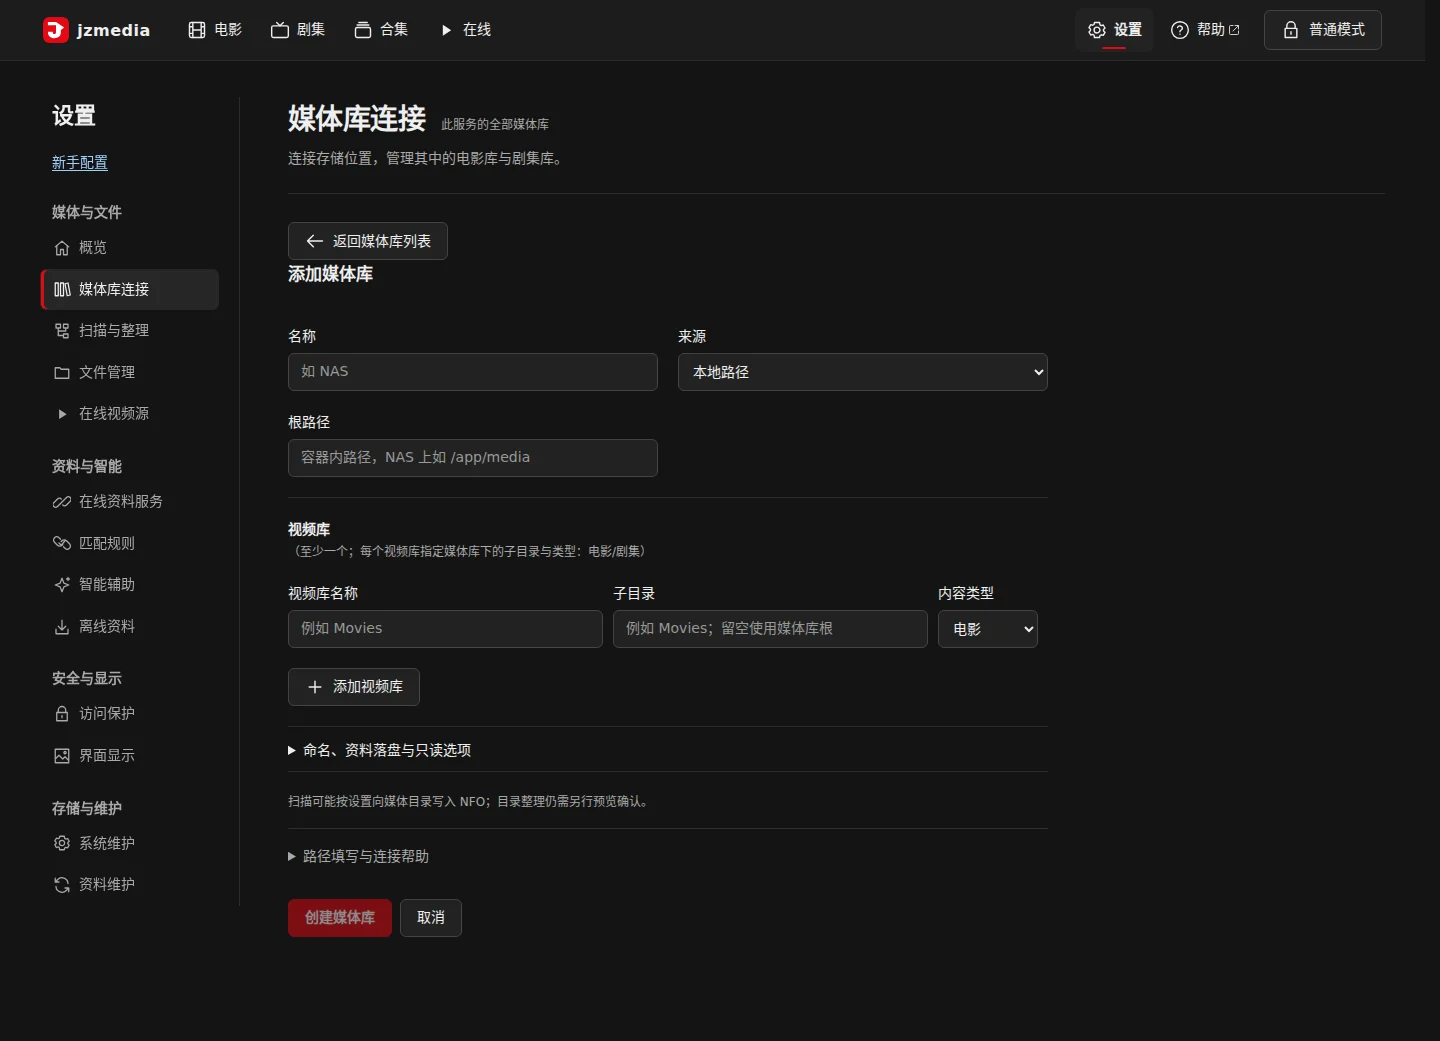 jzmedia 电影 剧集 合集 在线 设置 帮助 普通模式
设置
新手配置
媒体与文件
概览
媒体库连接
扫描与整理
文件管理
在线视频源
资料与智能
在线资料服务
匹配规则
智能辅助
离线资料
安全与显示
访问保护
界面显示
存储与维护
系统维护
资料维护
媒体库连接 此服务的全部媒体库
连接存储位置，管理其中的电影库与剧集库。
返回媒体库列表
添加媒体库
名称 来源
如 NAS 本地路径
根路径
容器内路径，NAS 上如 /app/media
视频库
（至少一个；每个视频库指定媒体库下的子目录与类型：电影/剧集）
视频库名称 子目录 内容类型
例如 Movies 例如 Movies；留空使用媒体库根 电影
添加视频库
命名、资料落盘与只读选项
扫描可能按设置向媒体目录写入 NFO；目录整理仍需另行预览确认。
路径填写与连接帮助
创建媒体库 取消